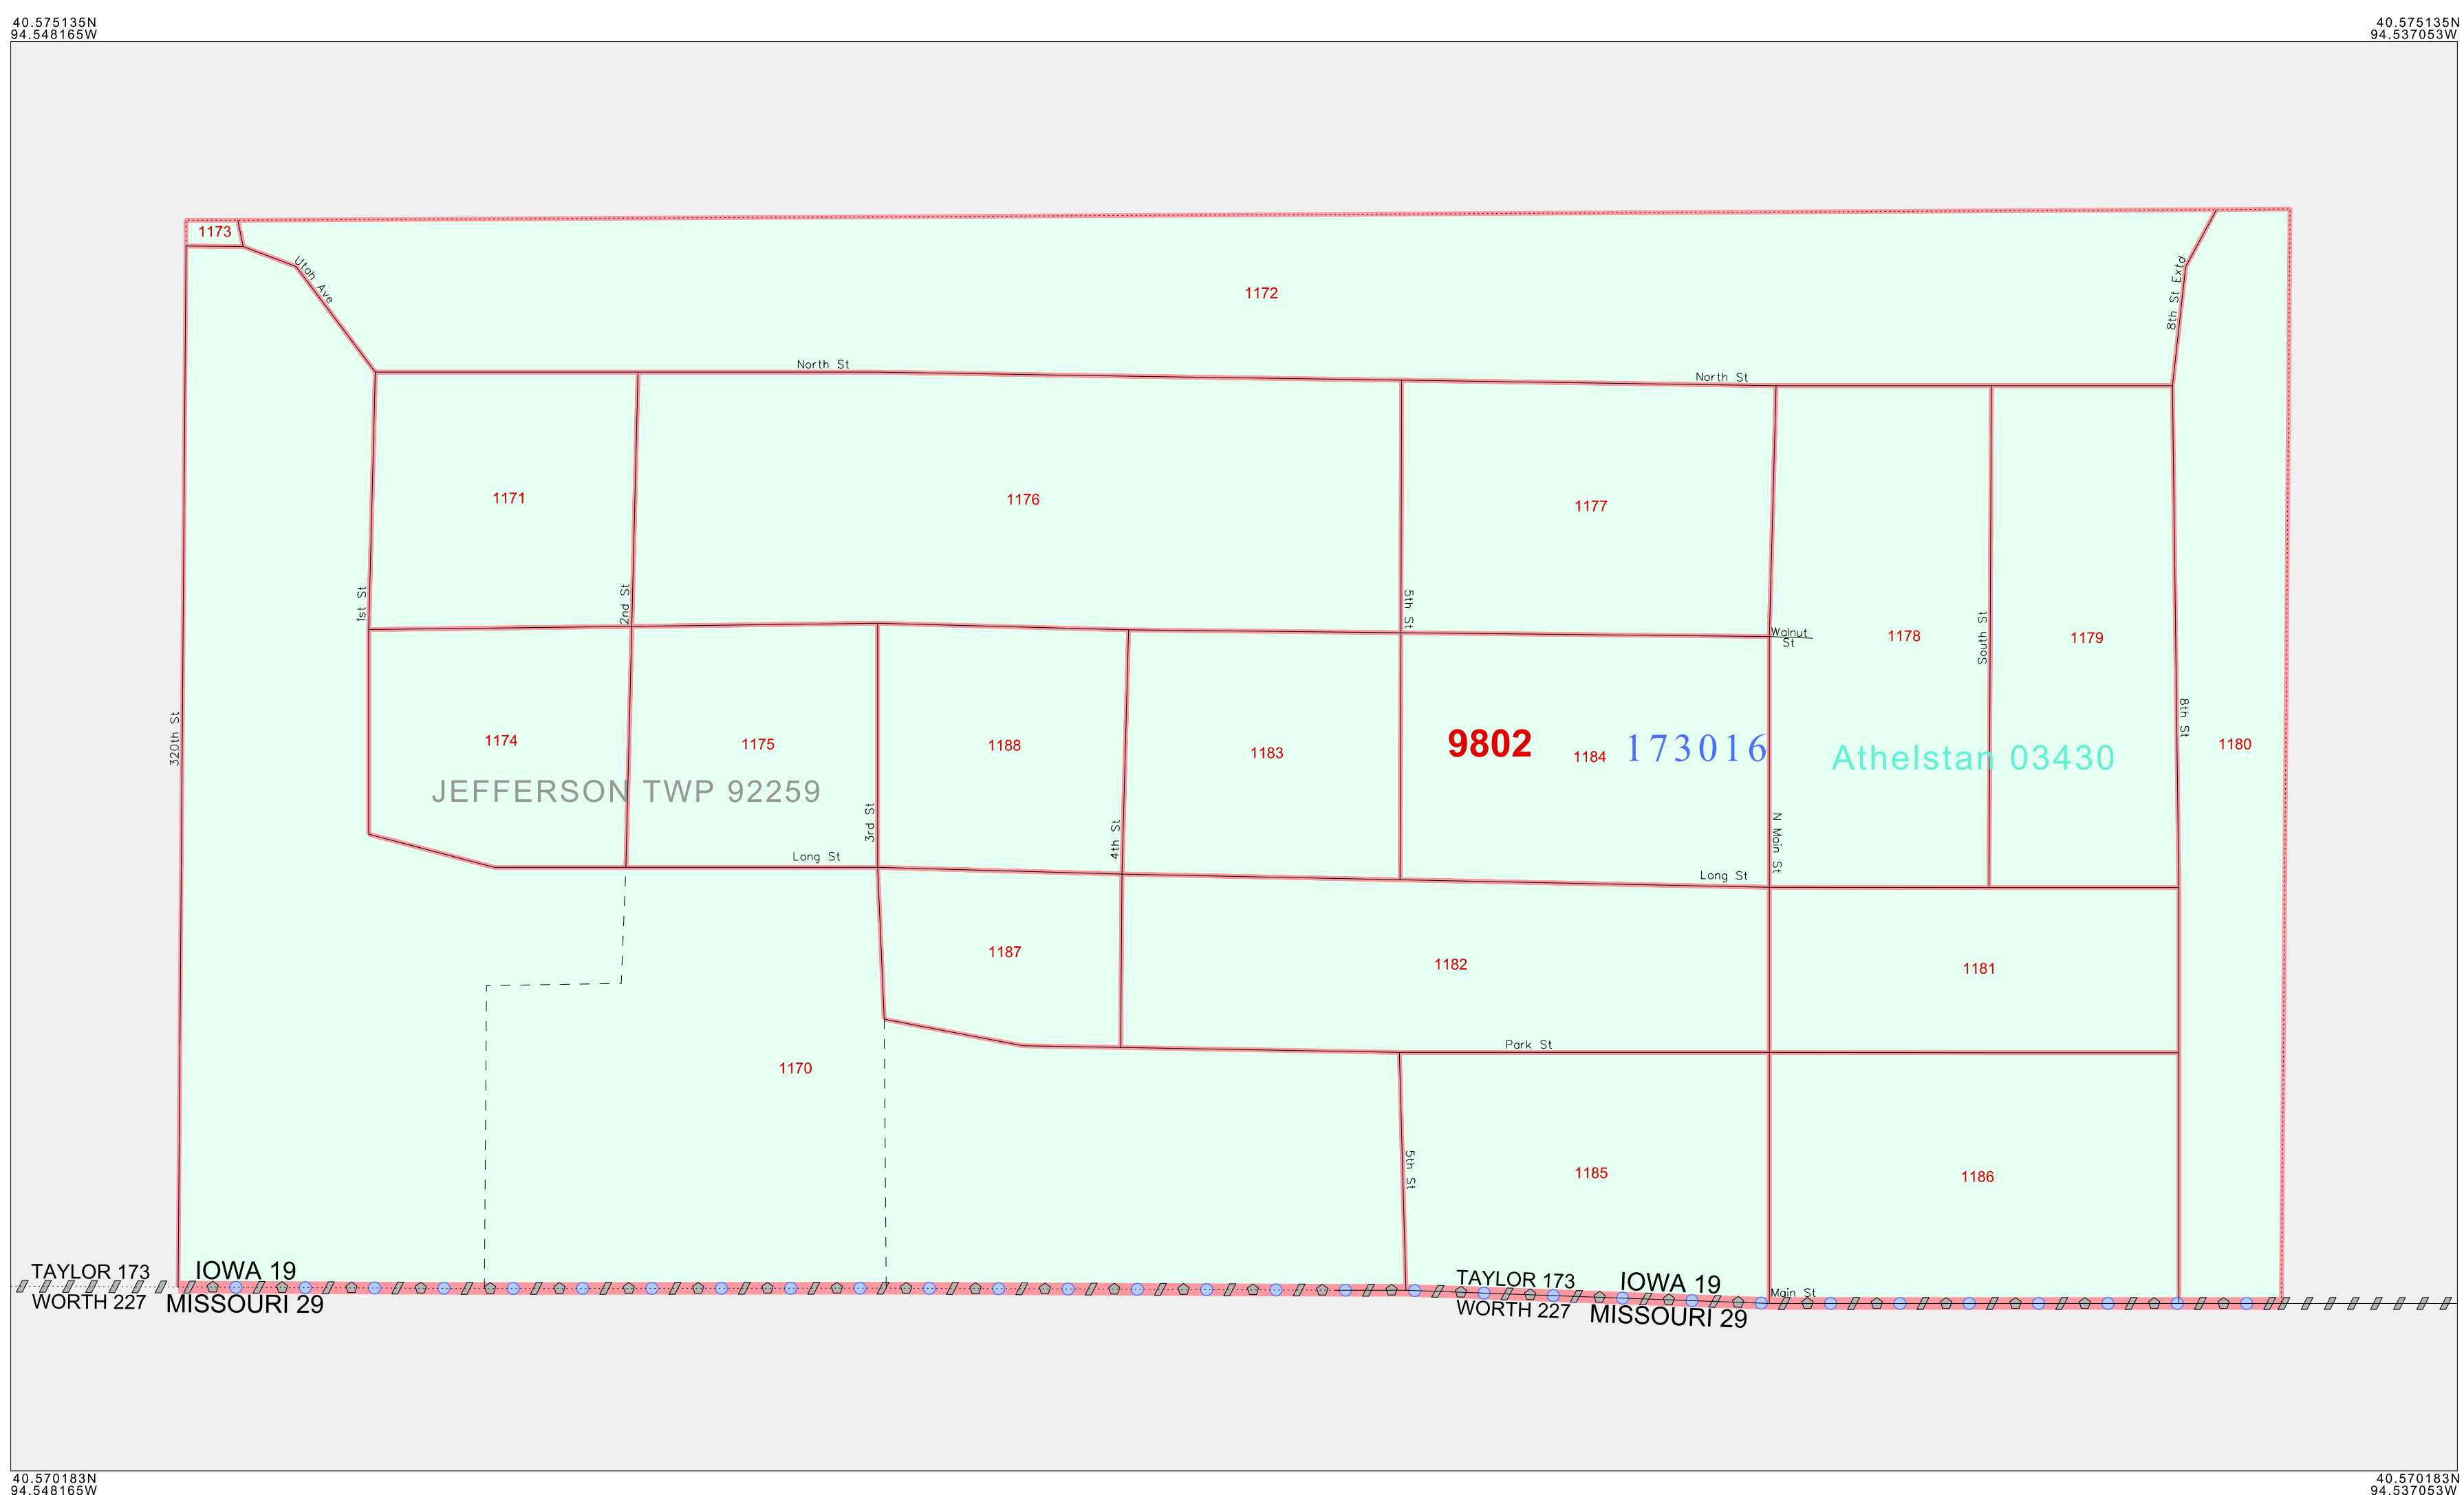 40.575135N
94.548165W
40.575135N
94.537053W
1173
Utah Ave
1172
8th St Extd
North St
North St
1171
1176
1177
1st St
2nd St
5th St
Walnut
St
South St
1178
1179
320th St
8th St
1174
1175
1188
1183
9802
1184
173016
Athelstan 03430
1180
JEFFERSON TWP 92259
3rd St
4th St
N Main St
Long St
Long St
1187
1182
1181
Park St
1170
5th St
1185
1186
TAYLOR 173
IOWA 19
WORTH 227
MISSOURI 29
TAYLOR 173
IOWA 19
Main St
WORTH 227
MISSOURI 29
40.570183N
94.548165W
40.570183N
94.537053W